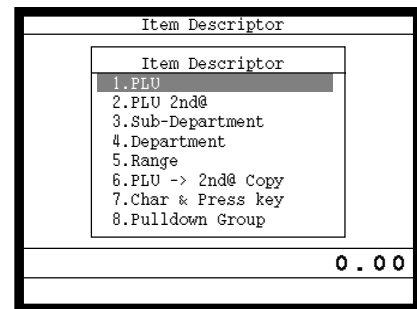 Item Descriptor
Item Descriptor
1.PLU
2.PLU 2nd@
3.Sub-Department
4.Department
5.Range
6.PLU -> 2nd@ Copy
7.Char & Press key
8.Pulldown Group
0.00